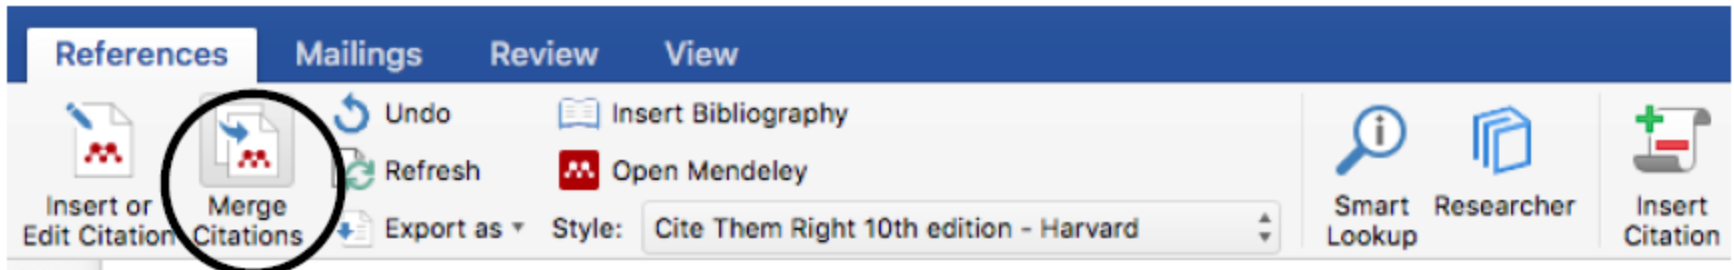 References Mailings Review View
Insert or
Edit Citation
Merge
Citations
Undo
Refresh
Export as
Insert Bibliography
Open Mendeley
Style: Cite Them Right 10th edition - Harvard
Smart
Lookup
Researcher
Insert
Citation